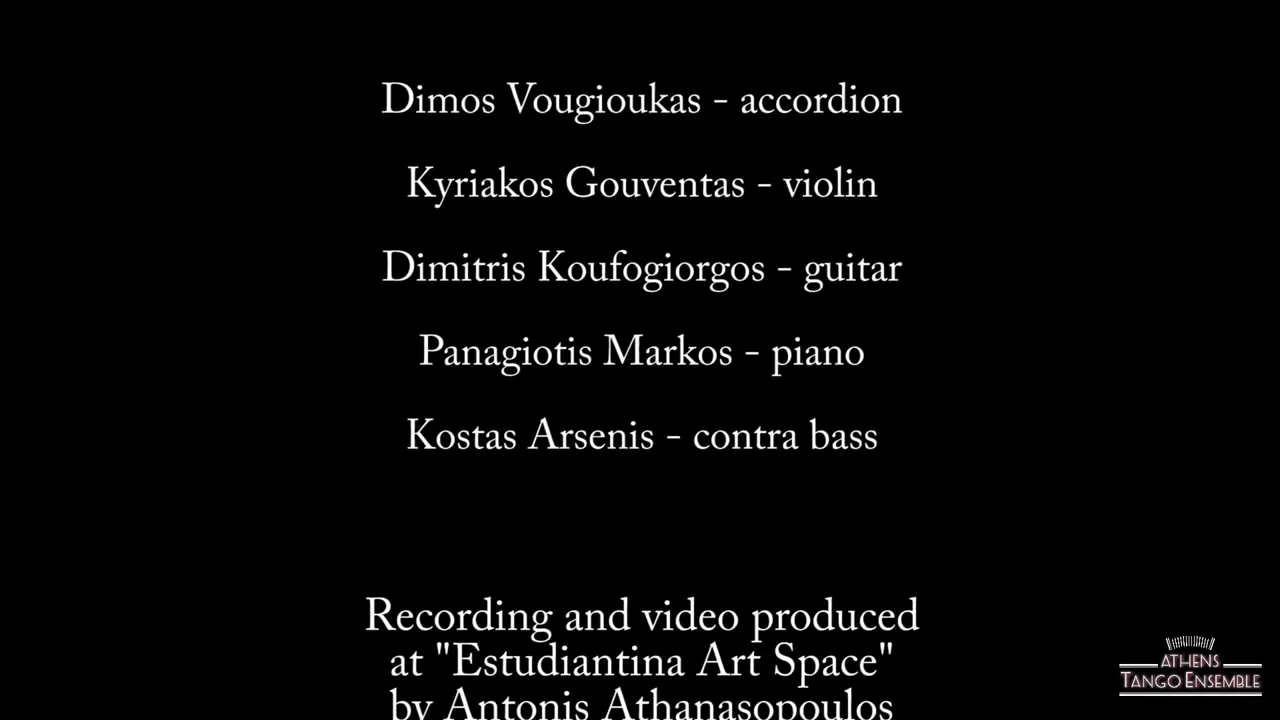 Dimos Vougioukas - accordion
Kyriakos Gouventas - violin
Dimitris Koufogiorgos - guitar
Panagiotis Markos - piano
Kostas Arsenis - contra bass
Recording and video produced
at "Estudiantina Art Space"
by Antonis Athanasopoulos
ATHENS
TANGO ENSEMBLE